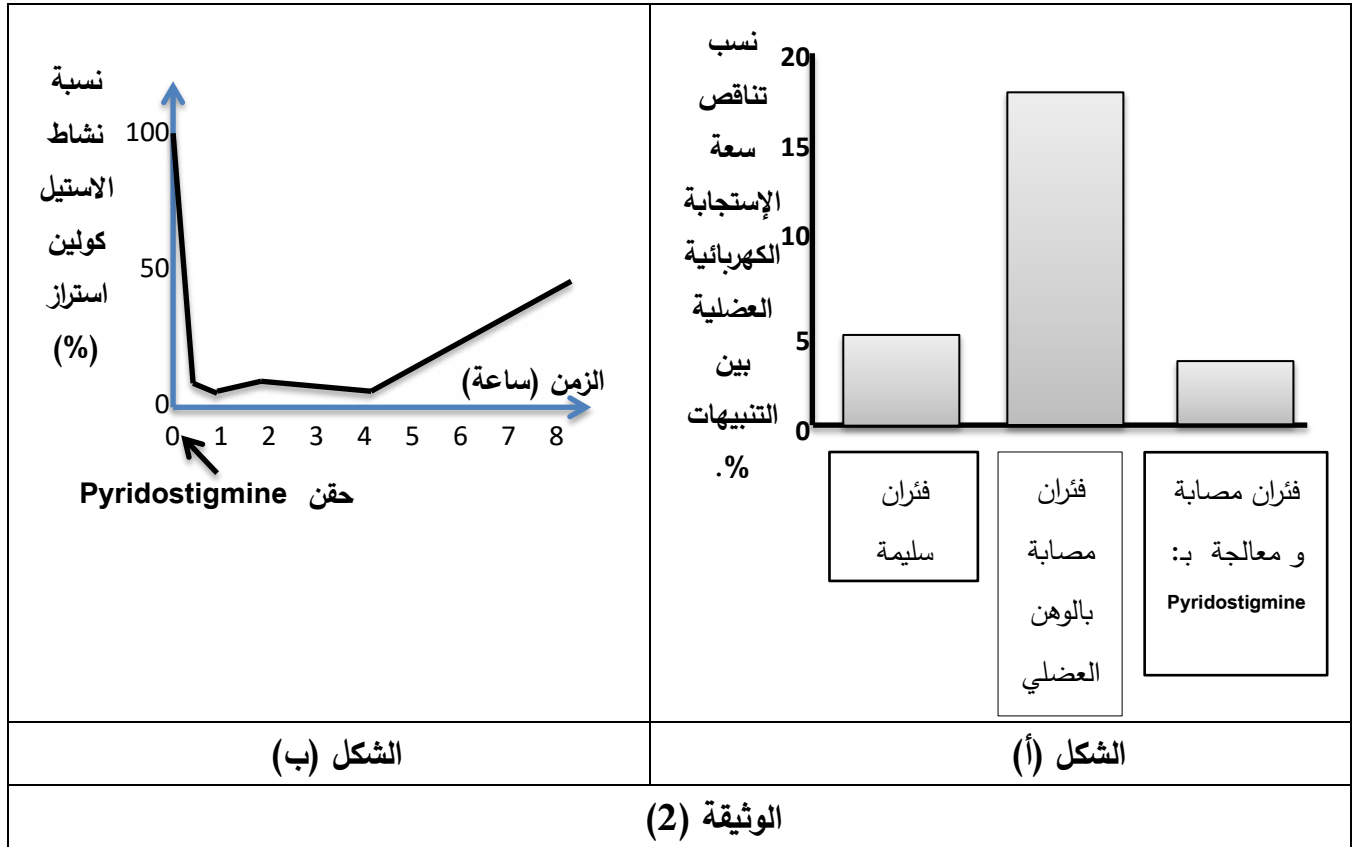 نسب
تناقص
سعة
الإستجابة
الكهربائية
العضلية
بين
التنبيهات
%.
20
15
10
5
0
فئران
سليمة
فئران
مصابة
بالوهن
العضلي
فئران مصابة
و معالجة بـ:
Pyridostigmine
الشكل (أ)
نسبة
نشاط
الاستيل
كولين
استراز
(%)
100
50
0
الزمن (ساعة)
0 1 2 3 4 5 6 7 8
حقن Pyridostigmine
الشكل (ب)
الوثيقة (2)